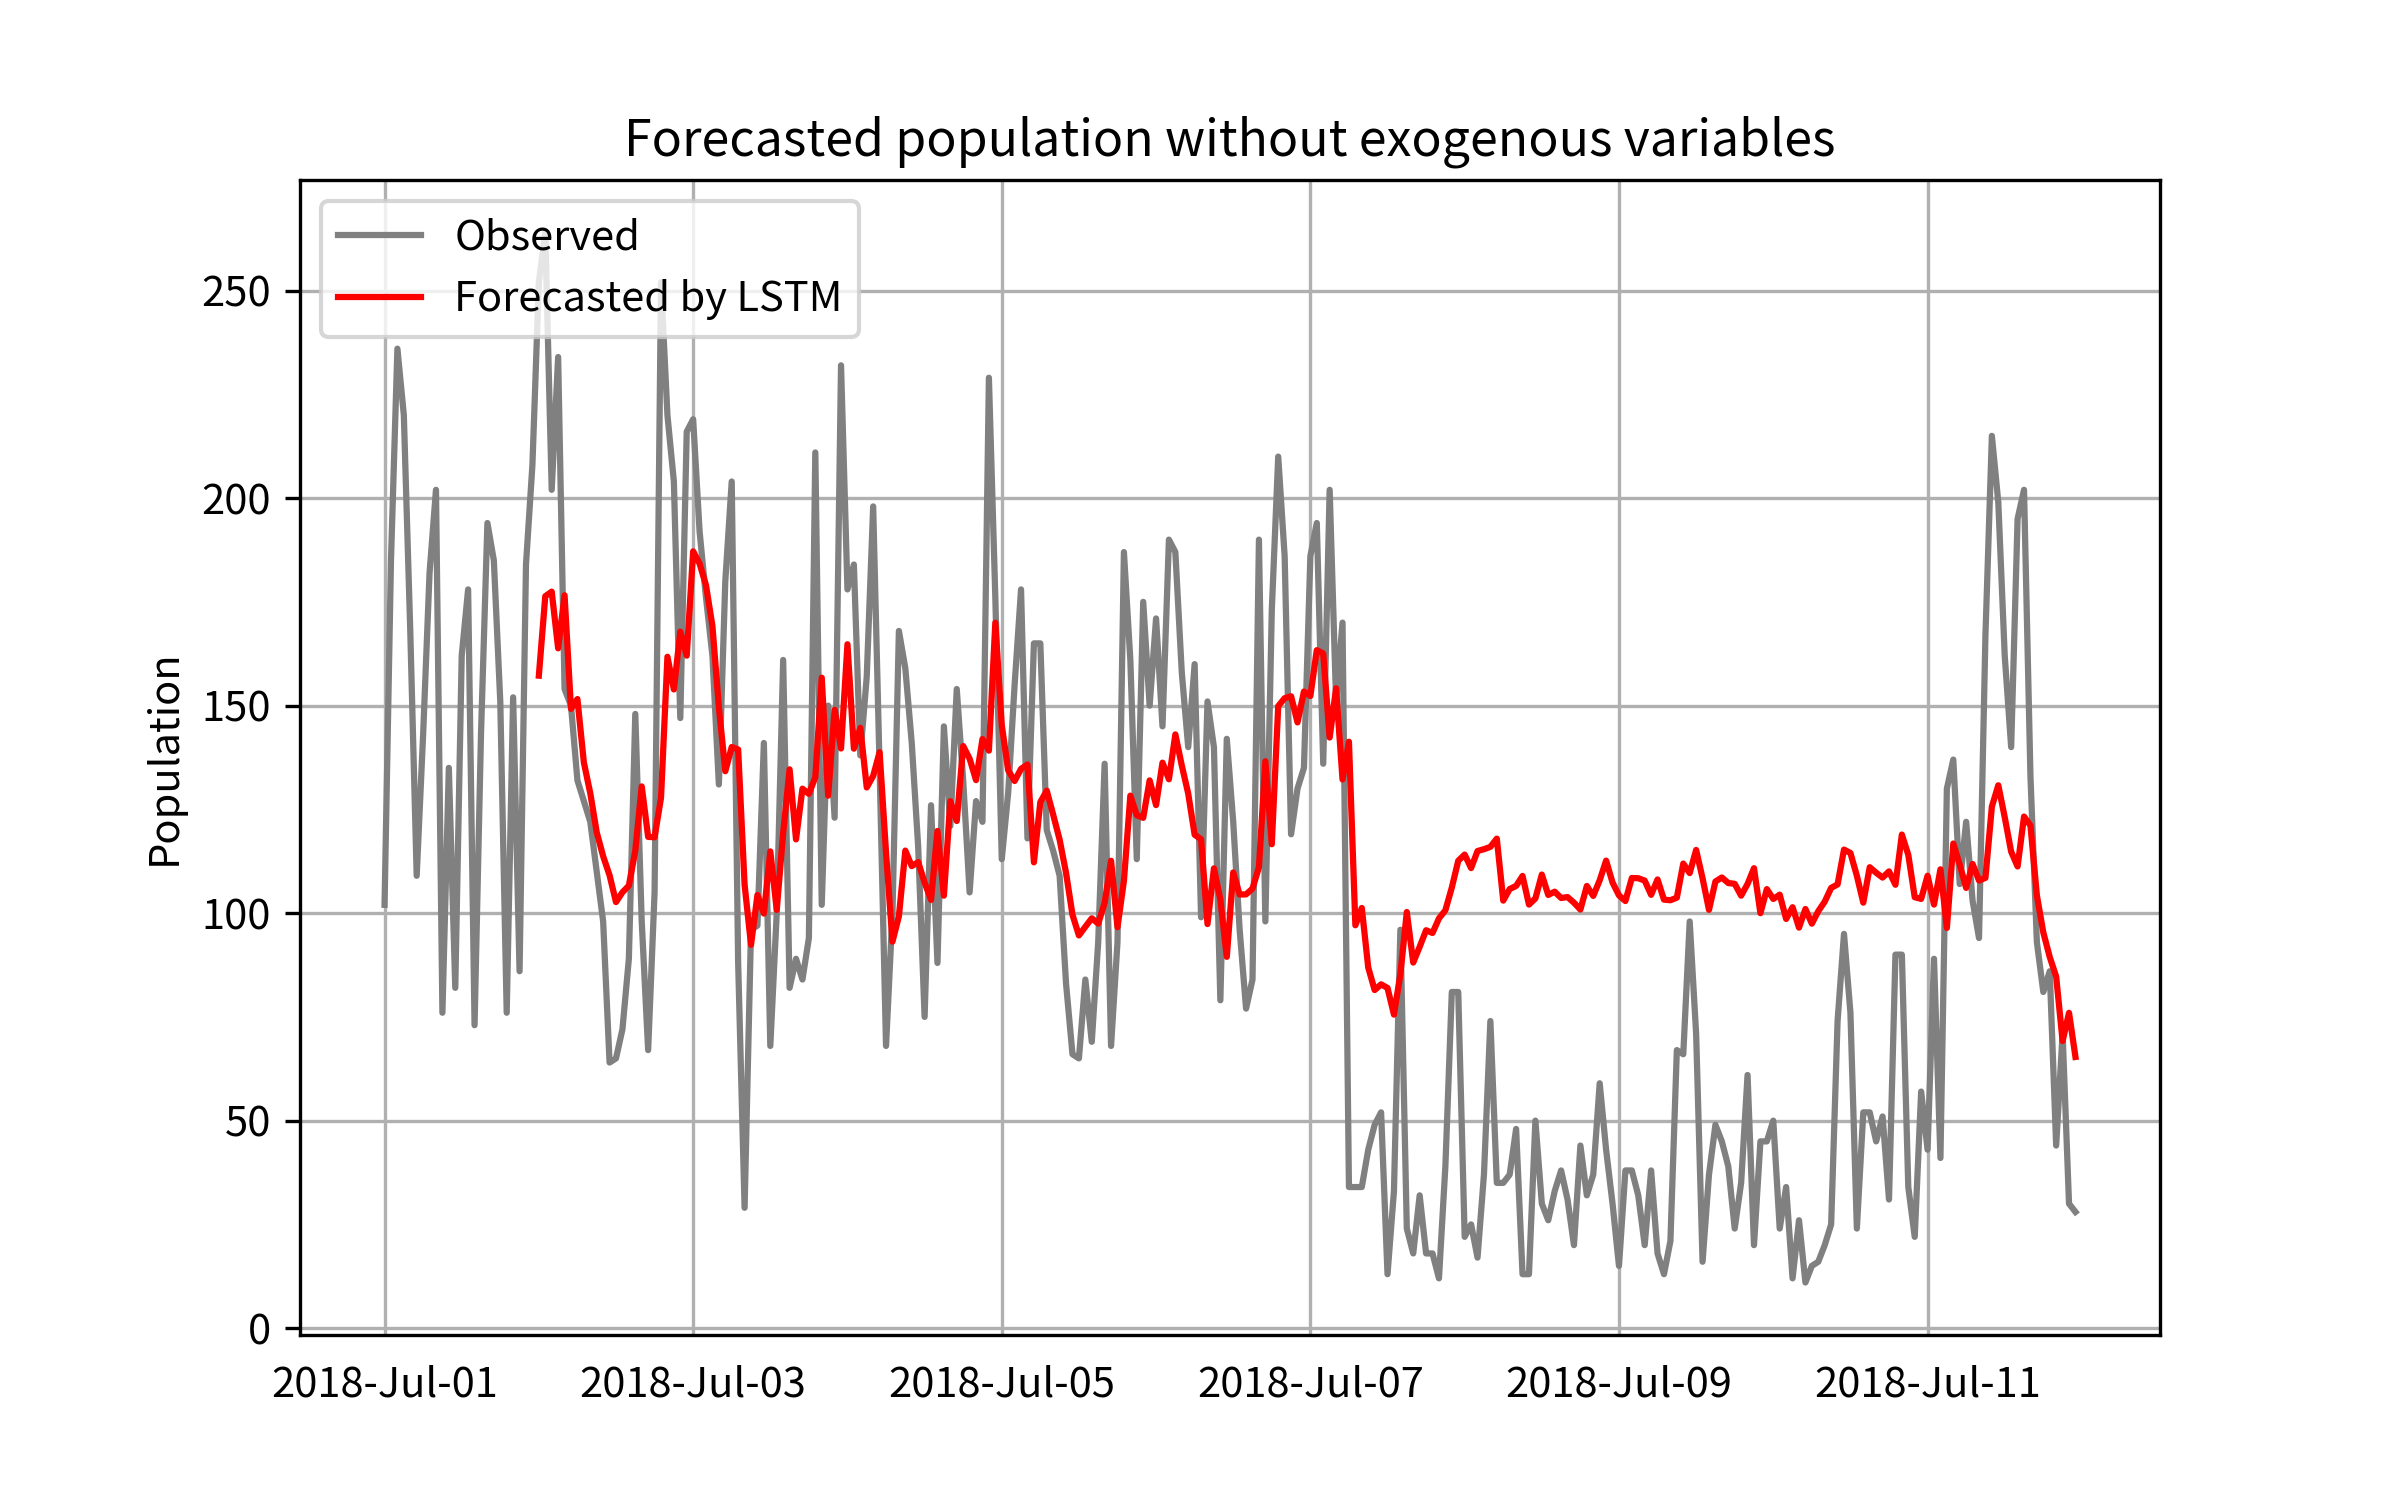 Forecasted population without exogenous variables
Observed
Forecasted by LSTM
Population
250
200
150
100
50
0
2018-Jul-01 2018-Jul-03 2018-Jul-05 2018-Jul-07 2018-Jul-09 2018-Jul-11